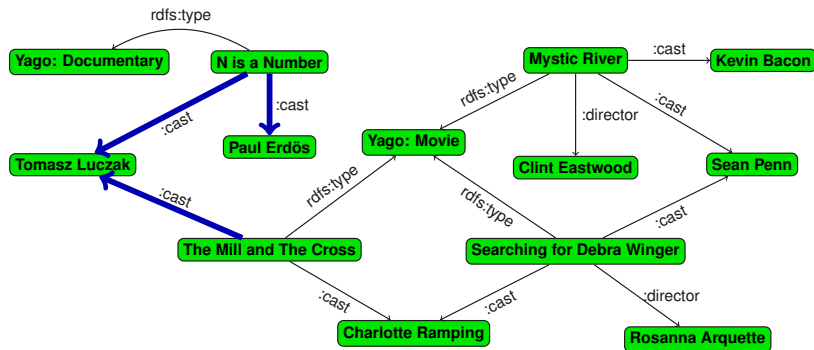 rdfs:type
Yago: Documentary
N is a Number
Mystic River
:cast
Kevin Bacon
rdfs:type
:cast
:director
:cast
:cast
Paul Erdös
Yago: Movie
Tomasz Luczak
Clint Eastwood
Sean Penn
:cast
rdfs:type
rdfs:type
:cast
The Mill and The Cross
Searching for Debra Winger
:cast
:cast
:director
Charlotte Ramping
Rosanna Arquette